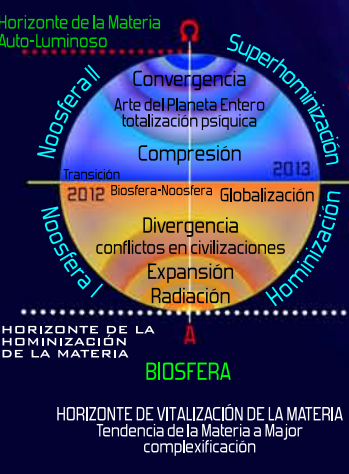 Horizonte de la Materia
Auto-Luminoso
Ω
Noosfera II
Superhominización
Convergencia
Arte del Planeta Entero
totalización psíquica
Compresión
Transición
2013
2012
Biosfera-Noosfera
Globalización
Noosfera I
Hominización
Divergencia
conflictos en civilizaciones
Expansión
Radiación
A
HORIZONTE DE LA
HOMINIZACIÓN
DE LA MATERIA
BIOSFERA
HORIZONTE DE VITALIZACIÓN DE LA MATERIA
Tendencia de la Materia a Major
complexificación